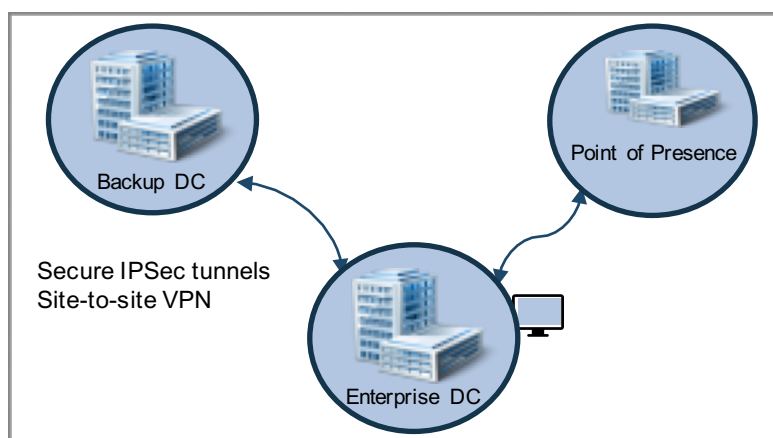 Backup DC
Point of Presence
Secure IPSec tunnels
Site-to-site VPN
Enterprise DC